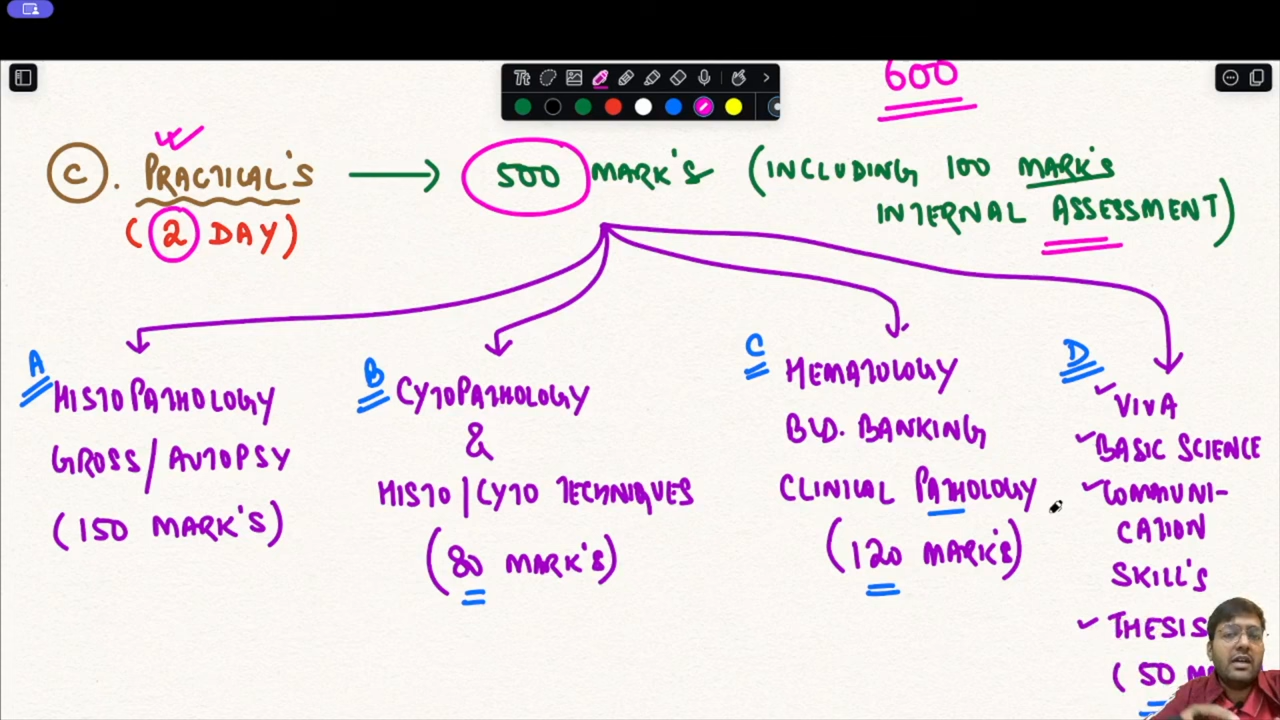 600
C. PRACTICAL'S → 500 MARK'S (INCLUDING 100 MARK'S
INTERNAL ASSESSMENT)
(2 DAY)
A
HISTOPATHOLOGY
GROSS/AUTOPSY
(150 MARK'S)
B
CYTOPATHOLOGY
&
HISTO/CYTO TECHNIQUES
(80 MARK'S)
C
HEMATOLOGY
BLD. BANKING
CLINICAL PATHOLOGY
(120 MARK'S)
D
VIVA
BASIC SCIENCE
COMMUNI-
CATION
SKILL'S
THESIS
(50